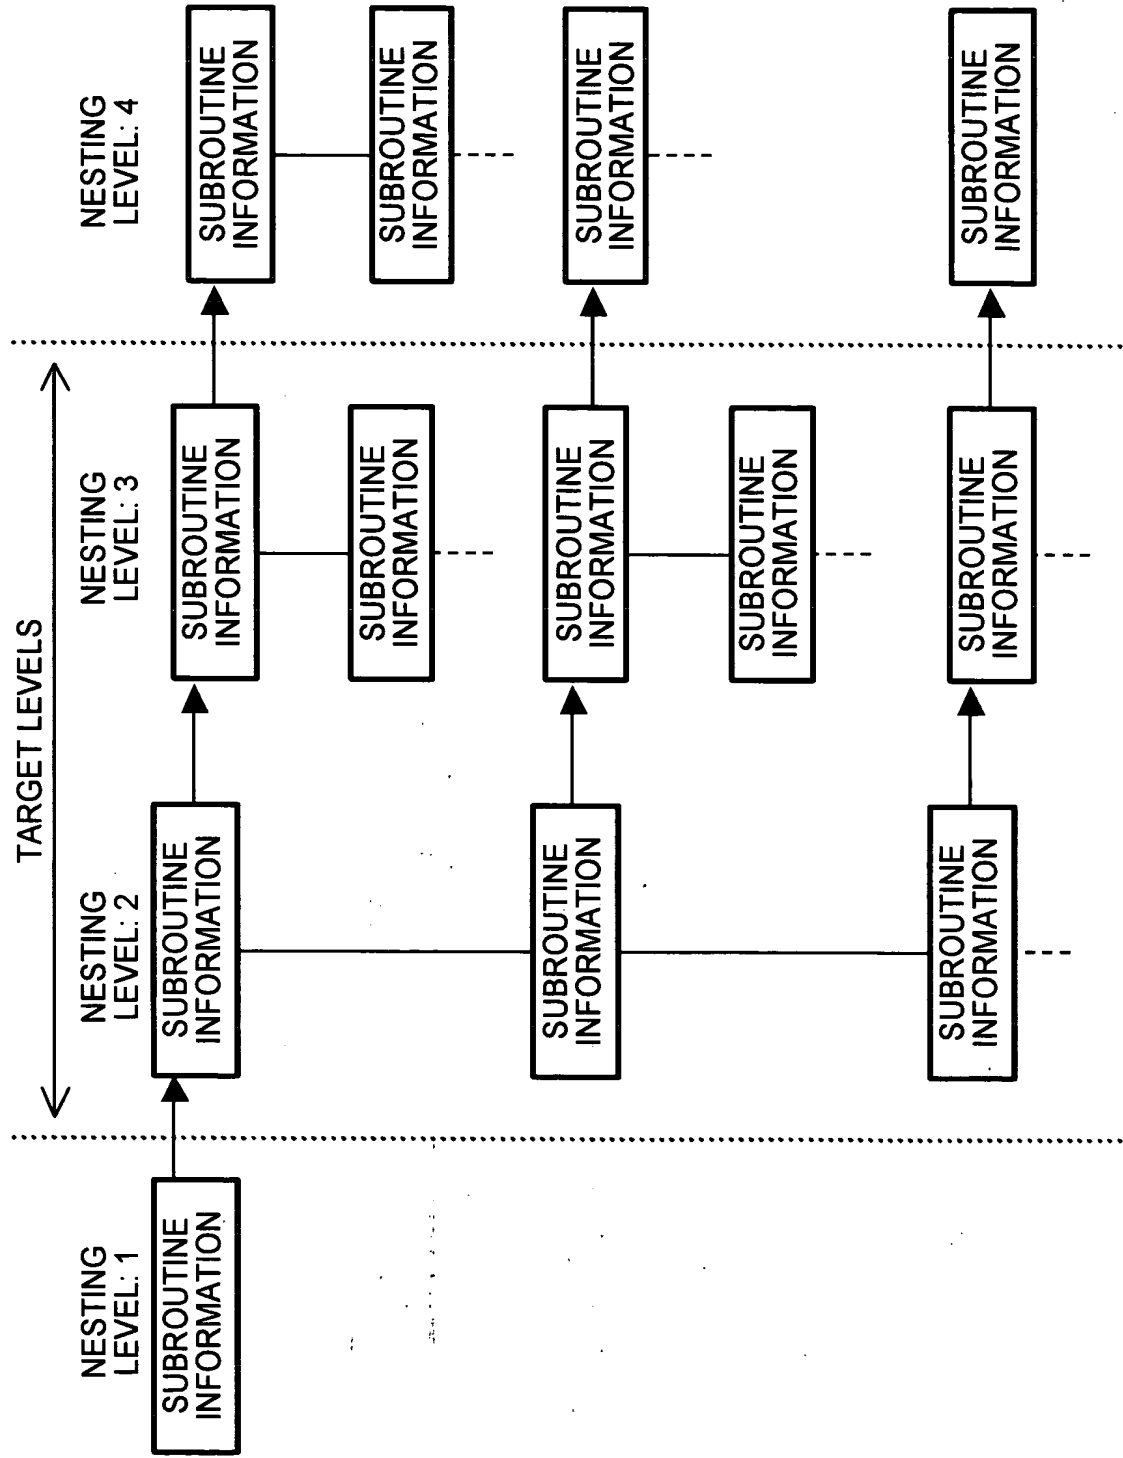 TARGET LEVELS
NESTING
LEVEL: 1
NESTING
LEVEL: 2
NESTING
LEVEL: 3
NESTING
LEVEL: 4
SUBROUTINE
INFORMATION
SUBROUTINE
INFORMATION
SUBROUTINE
INFORMATION
SUBROUTINE
INFORMATION
SUBROUTINE
INFORMATION
SUBROUTINE
INFORMATION
SUBROUTINE
INFORMATION
SUBROUTINE
INFORMATION
SUBROUTINE
INFORMATION
SUBROUTINE
INFORMATION
SUBROUTINE
INFORMATION
SUBROUTINE
INFORMATION
SUBROUTINE
INFORMATION